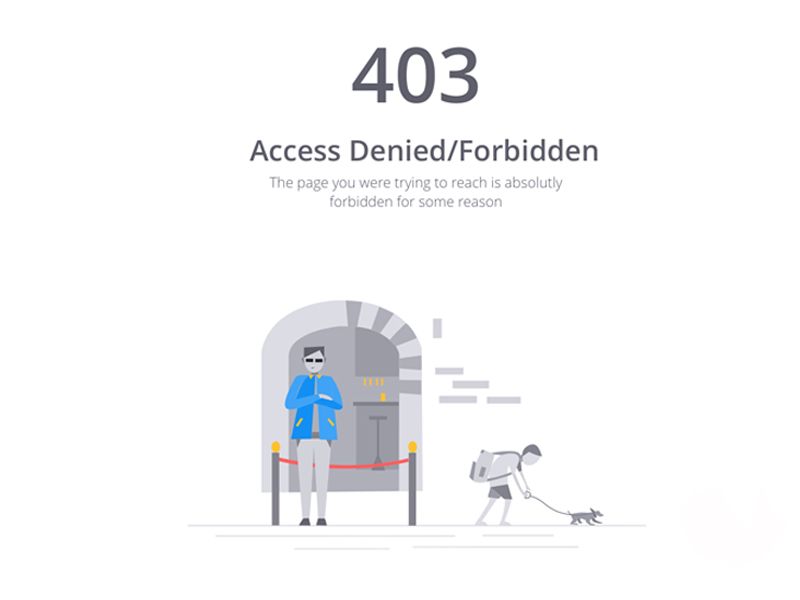 403
Access Denied/Forbidden
The page you were trying to reach is absolutly
forbidden for some reason